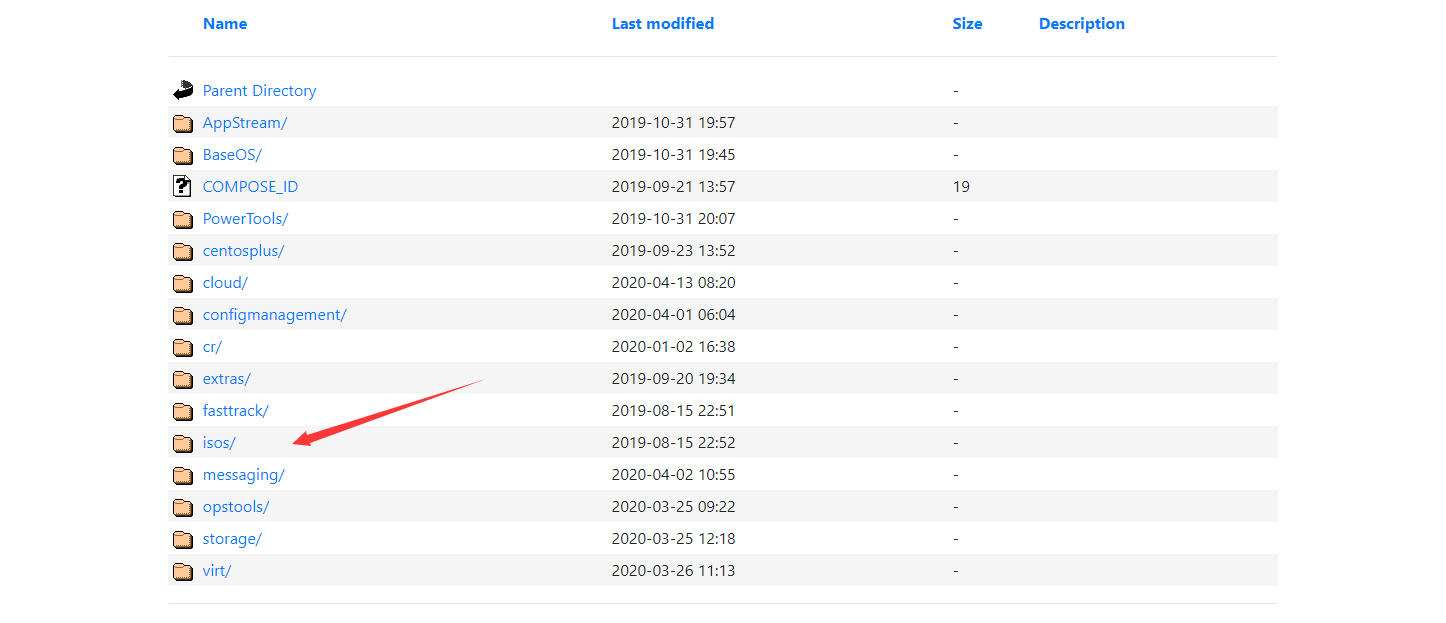 Name Last modified Size Description
Parent Directory -
AppStream/ 2019-10-31 19:57 -
BaseOS/ 2019-10-31 19:45 -
COMPOSE_ID 2019-09-21 13:57 19
PowerTools/ 2019-10-31 20:07 -
centosplus/ 2019-09-23 13:52 -
cloud/ 2020-04-13 08:20 -
configmanagement/ 2020-04-01 06:04 -
cr/ 2020-01-02 16:38 -
extras/ 2019-09-20 19:34 -
fasttrack/ 2019-08-15 22:51 -
isos/ 2019-08-15 22:52 -
messaging/ 2020-04-02 10:55 -
opstools/ 2020-03-25 09:22 -
storage/ 2020-03-25 12:18 -
virt/ 2020-03-26 11:13 -